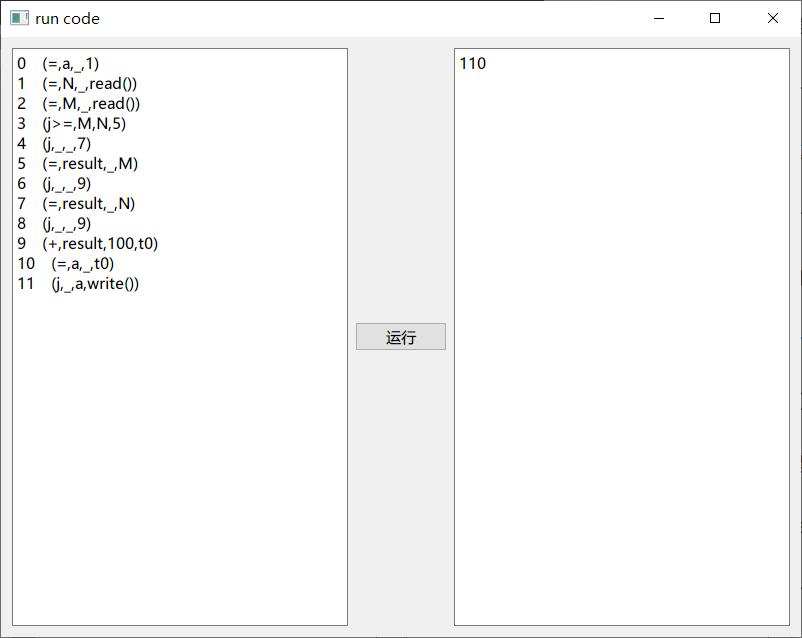 run code
0 (=,a,_,1)
1 (=,N,_,read())
2 (=,M,_,read())
3 (j>=,M,N,5)
4 (j,_,_,7)
5 (=,result,_,M)
6 (j,_,_,9)
7 (=,result,_,N)
8 (j,_,_,9)
9 (+,result,100,t0)
10 (=,a,_,t0)
11 (j,_,a,write())
运行
110